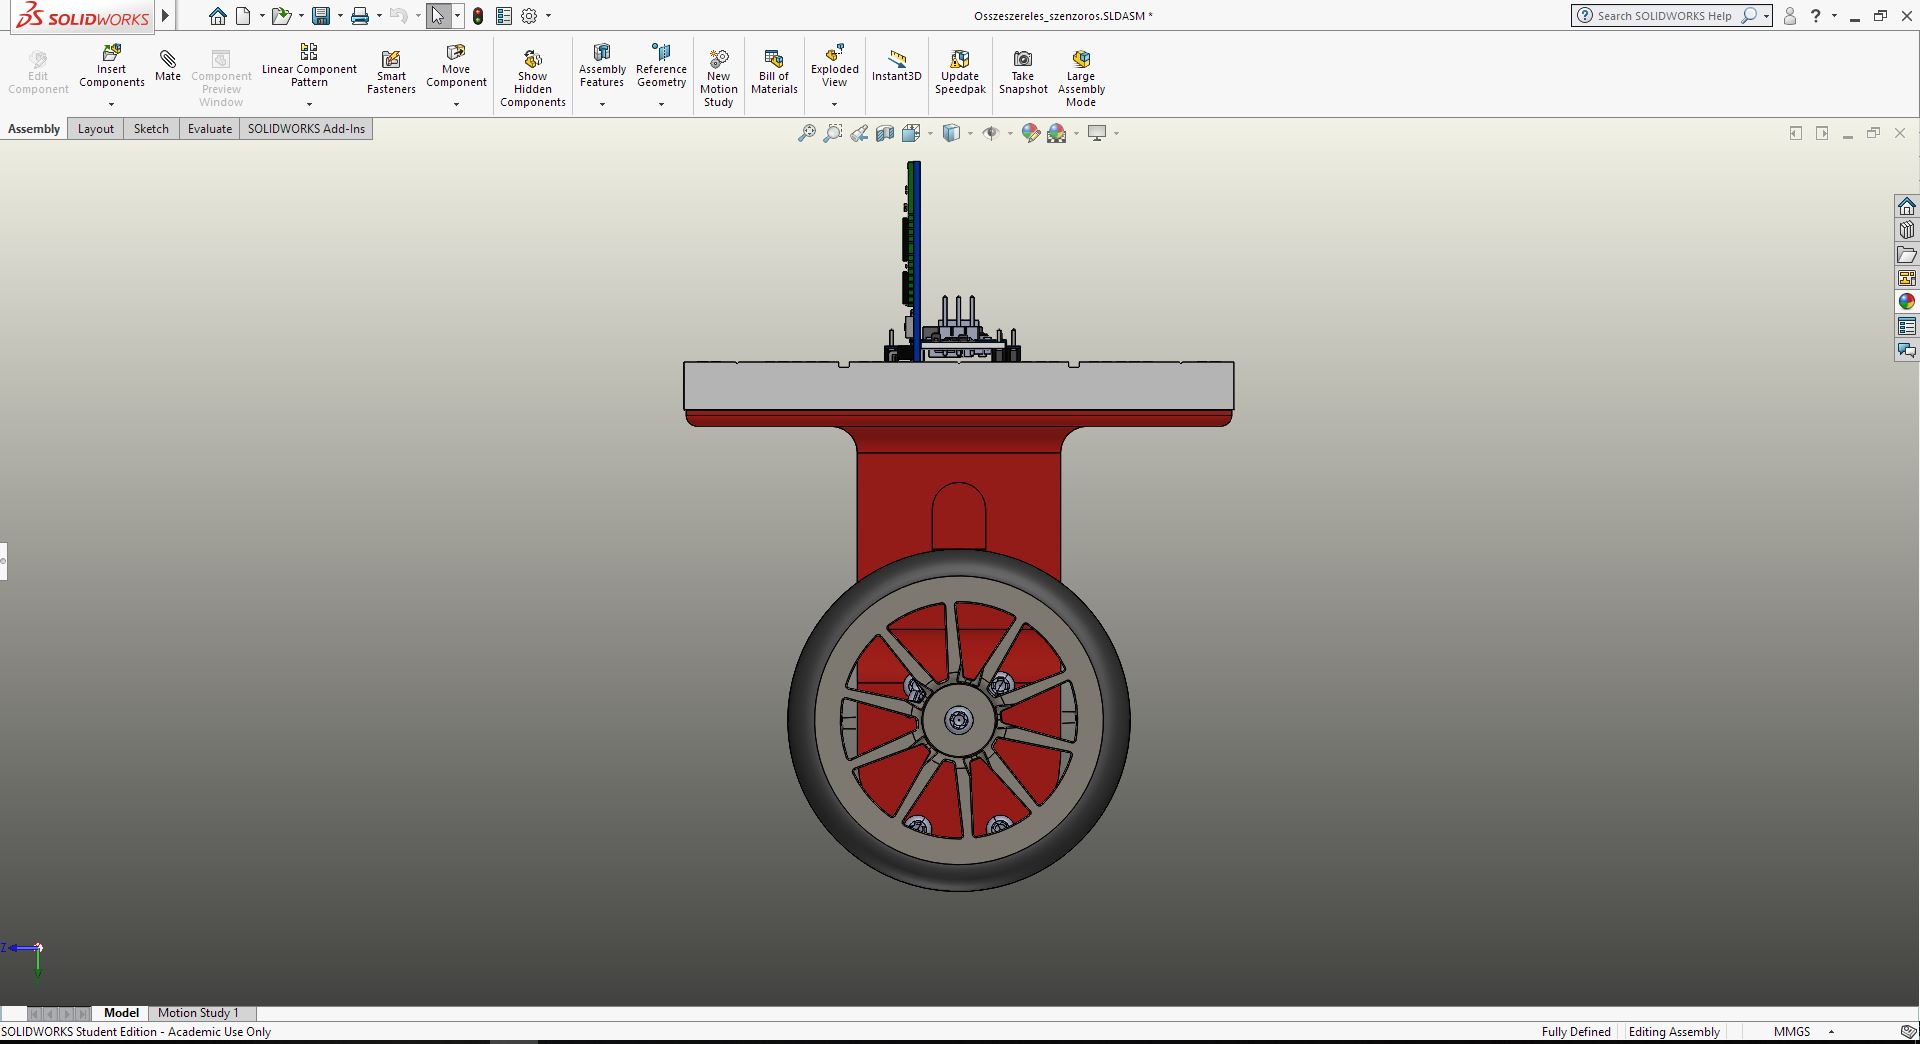 SOLIDWORKS
Osszeszereles_szenzoros.SLDASM *
Search SOLIDWORKS Help
?
Edit
Component
Insert
Components
Mate
Component
Preview
Window
Linear Component
Pattern
Smart
Fasteners
Move
Component
Show
Hidden
Components
Assembly
Features
Reference
Geometry
New
Motion
Study
Bill of
Materials
Exploded
View
Instant3D
Update
Speedpak
Take
Snapshot
Large
Assembly
Mode
Assembly
Layout
Sketch
Evaluate
SOLIDWORKS Add-Ins
Z
Model
Motion Study 1
SOLIDWORKS Student Edition - Academic Use Only
Fully Defined
Editing Assembly
MMGS